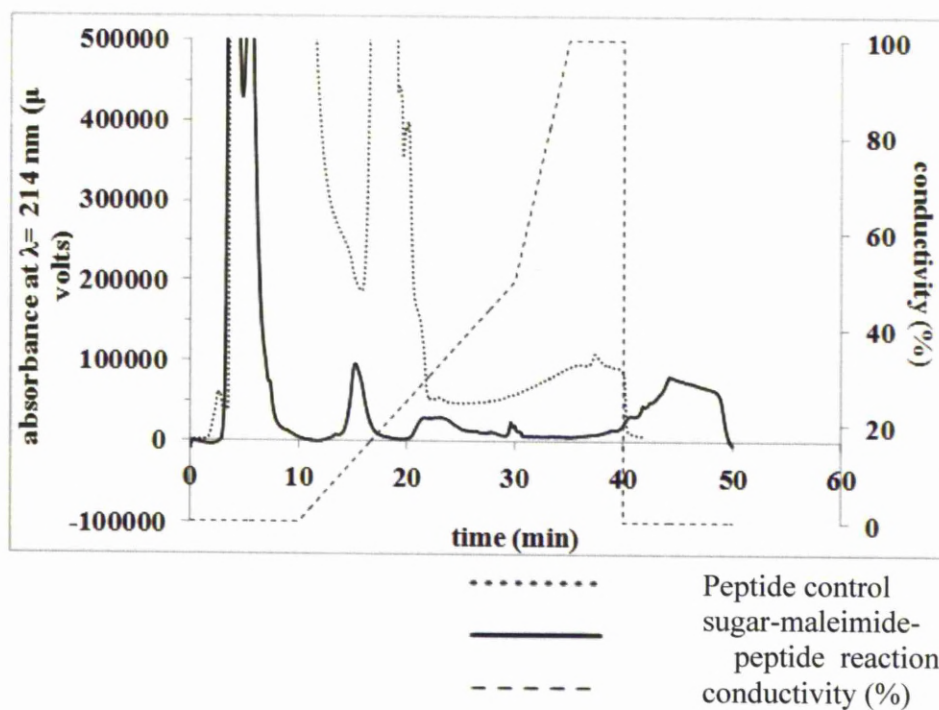 500000
400000
300000
200000
100000
0
-100000
absorbance at λ= 214 nm (μ
volts)
100
80
60
40
20
0
conductivity (%)
0
10
20
30
40
50
60
time (min)
Peptide control
sugar-maleimide-
peptide reaction
conductivity (%)